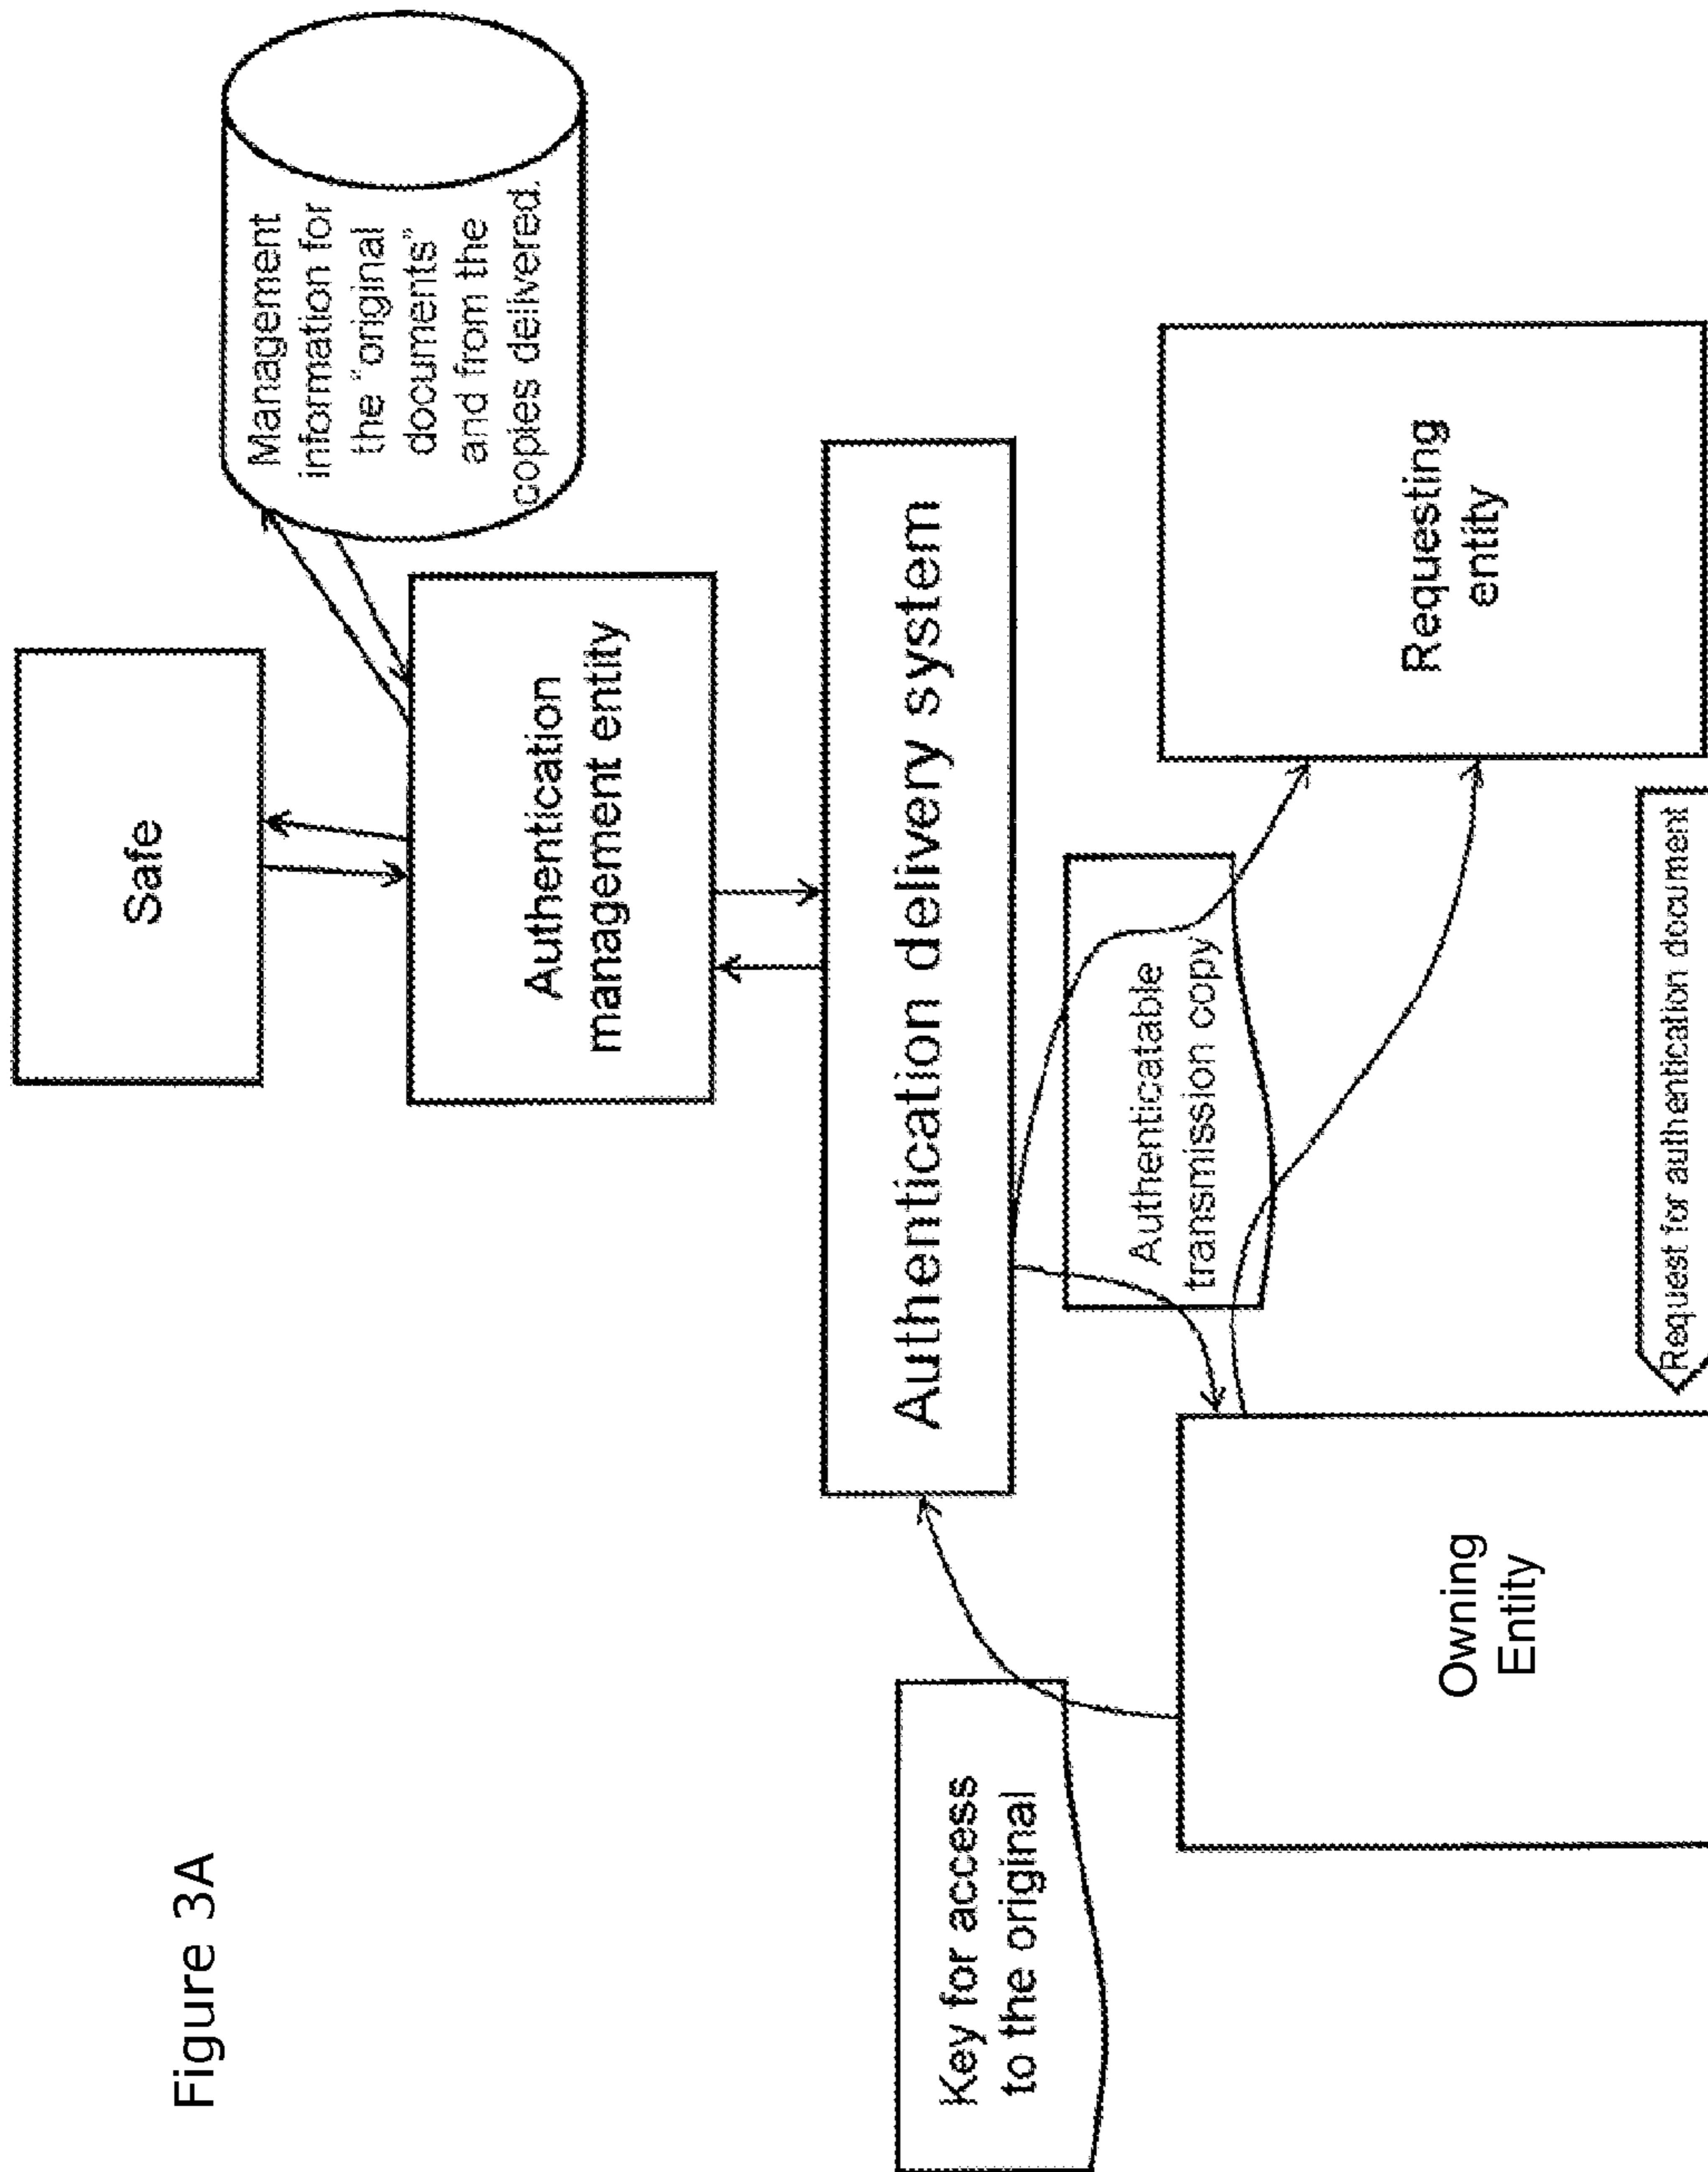 Figure 3A
Safe
Management
information for
the “original
documents”
and from the
copies delivered.
Authentication
management entity
Authentication delivery system
Key for access
to the original
Authenticatable
transmission copy
Owning
Entity
Requesting
entity
Request for authentication document